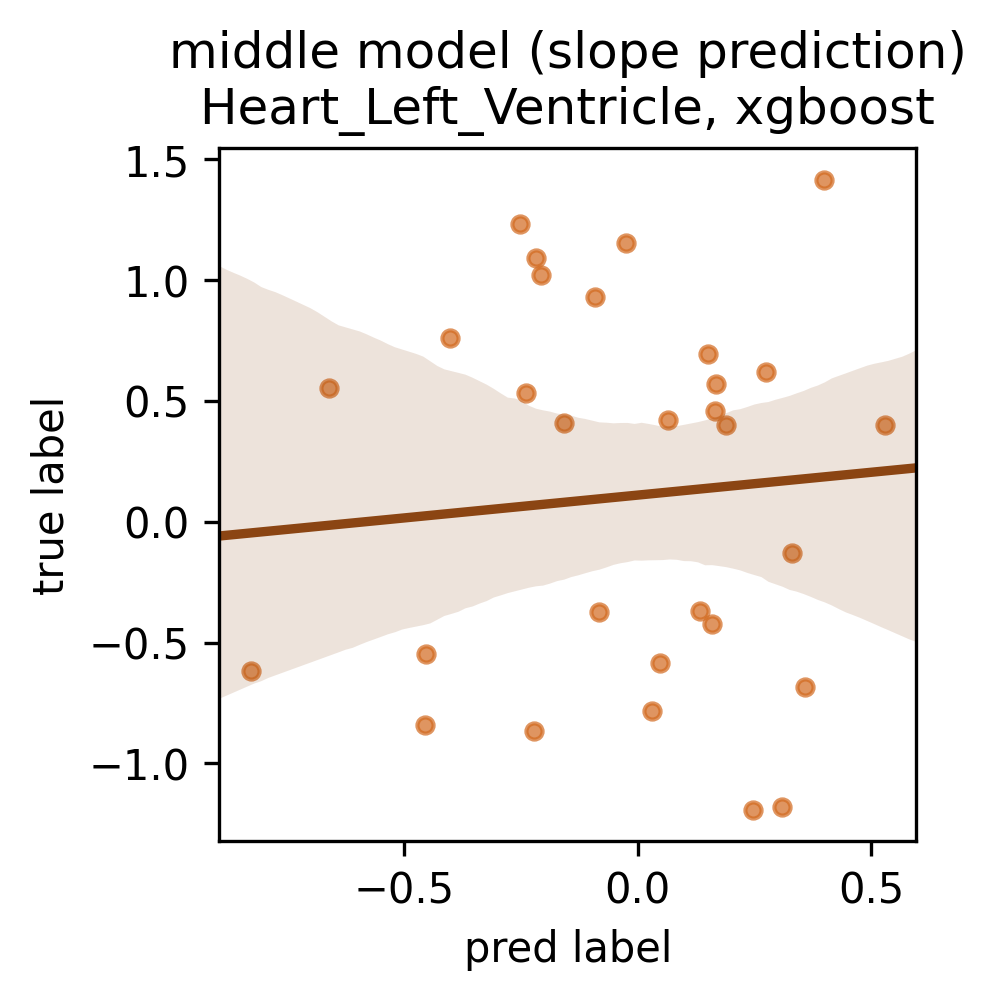 middle model (slope prediction)
Heart_Left_Ventricle, xgboost
1.5
1.0
0.5
0.0
−0.5
−1.0
true label
−0.5
0.0
0.5
pred label